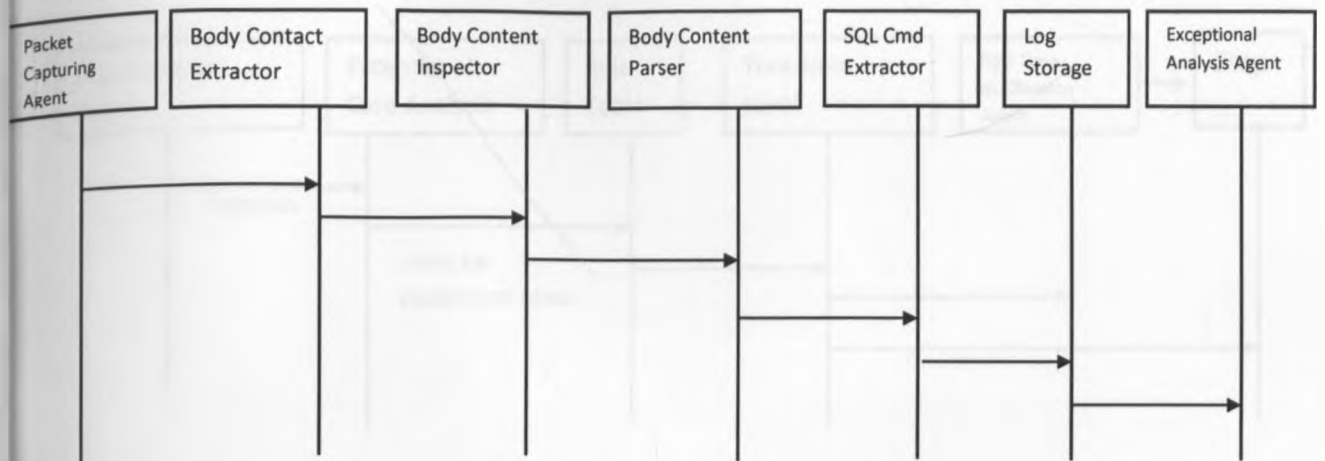 Packet
Capturing
Agent
Body Contact
Extractor
Body Content
Inspector
Body Content
Parser
SQL Cmd
Extractor
Log
Storage
Exceptional
Analysis Agent